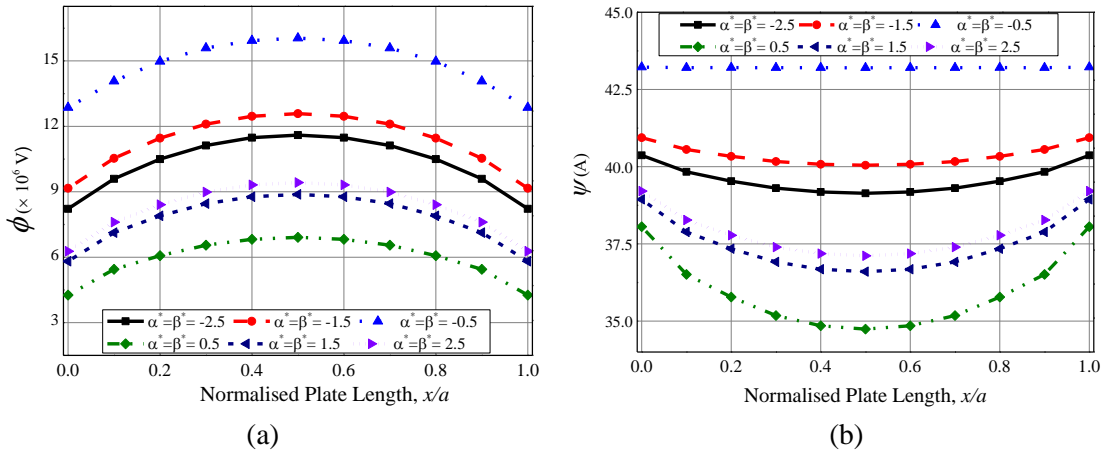 15
12
9
6
3
ϕ (× 10⁶ V)
α*=β*= -2.5 α*=β*= -1.5 α*=β*= -0.5
α*=β*= 0.5 α*=β*= 1.5 α*=β*= 2.5
0.0 0.2 0.4 0.6 0.8 1.0
Normalised Plate Length, x/a
(a)
45.0
42.5
40.0
37.5
35.0
ψ (A)
α*=β*= -2.5 α*=β*= -1.5 α*=β*= -0.5
α*=β*= 0.5 α*=β*= 1.5 α*=β*= 2.5
0.0 0.2 0.4 0.6 0.8 1.0
Normalised Plate Length, x/a
(b)